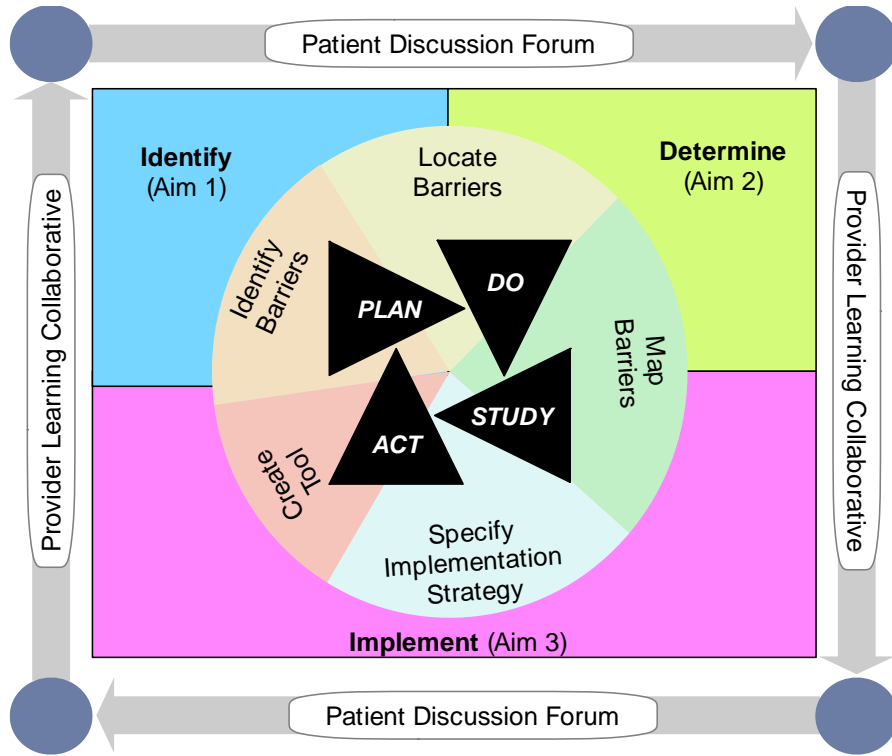 Patient Discussion Forum
Identify
(Aim 1)
Locate
Barriers
Determine
(Aim 2)
Provider Learning Collaborative
Identify
Barriers
PLAN
DO
Map
Barriers
Provider Learning Collaborative
ACT
STUDY
Create
Tool
Specify
Implementation
Strategy
Implement (Aim 3)
Patient Discussion Forum